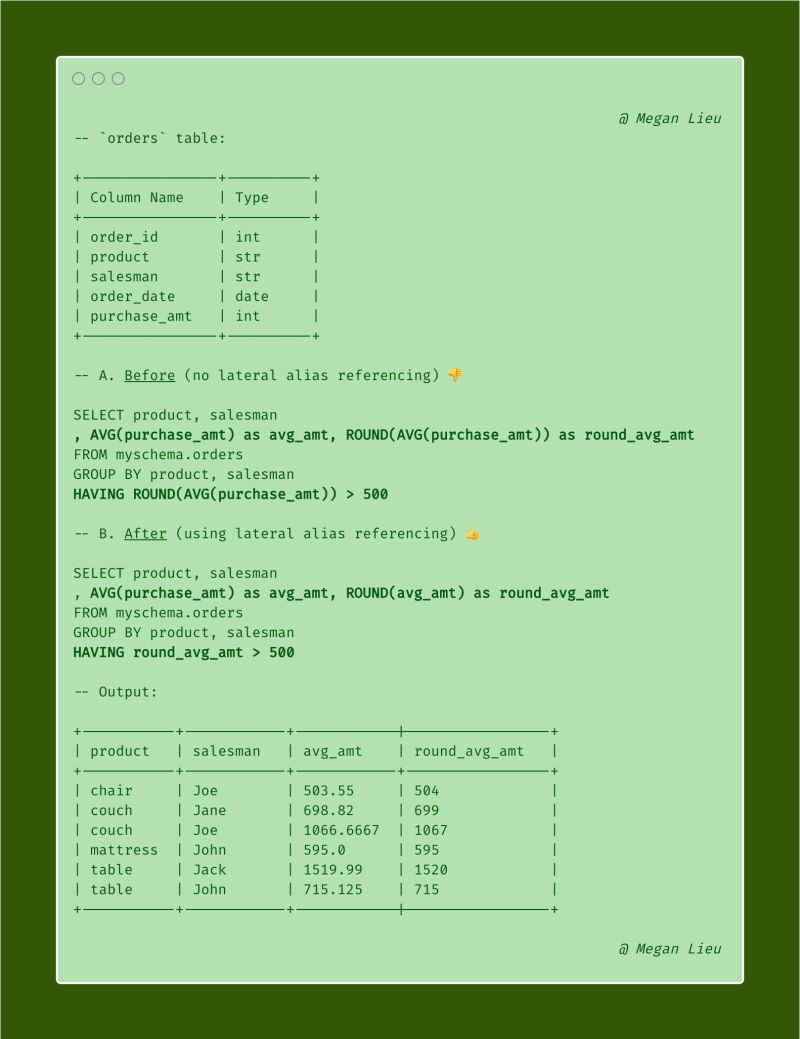 @ Megan Lieu
-- `orders` table:
+----------------+----------+
| Column Name    | Type     |
+----------------+----------+
| order_id       | int      |
| product        | str      |
| salesman       | str      |
| order_date     | date     |
| purchase_amt   | int      |
+----------------+----------+
-- A. Before (no lateral alias referencing) 👎
SELECT product, salesman
, AVG(purchase_amt) as avg_amt, ROUND(AVG(purchase_amt)) as round_avg_amt
FROM myschema.orders
GROUP BY product, salesman
HAVING ROUND(AVG(purchase_amt)) > 500
-- B. After (using lateral alias referencing) 👍
SELECT product, salesman
, AVG(purchase_amt) as avg_amt, ROUND(avg_amt) as round_avg_amt
FROM myschema.orders
GROUP BY product, salesman
HAVING round_avg_amt > 500
-- Output:
+-----------+------------+------------+-----------------+
| product   | salesman   | avg_amt    | round_avg_amt   |
+-----------+------------+------------+-----------------+
| chair     | Joe        | 503.55     | 504             |
| couch     | Jane       | 698.82     | 699             |
| couch     | Joe        | 1066.6667  | 1067            |
| mattress  | John       | 595.0      | 595             |
| table     | Jack       | 1519.99    | 1520            |
| table     | John       | 715.125    | 715             |
+-----------+------------+------------+-----------------+
@ Megan Lieu